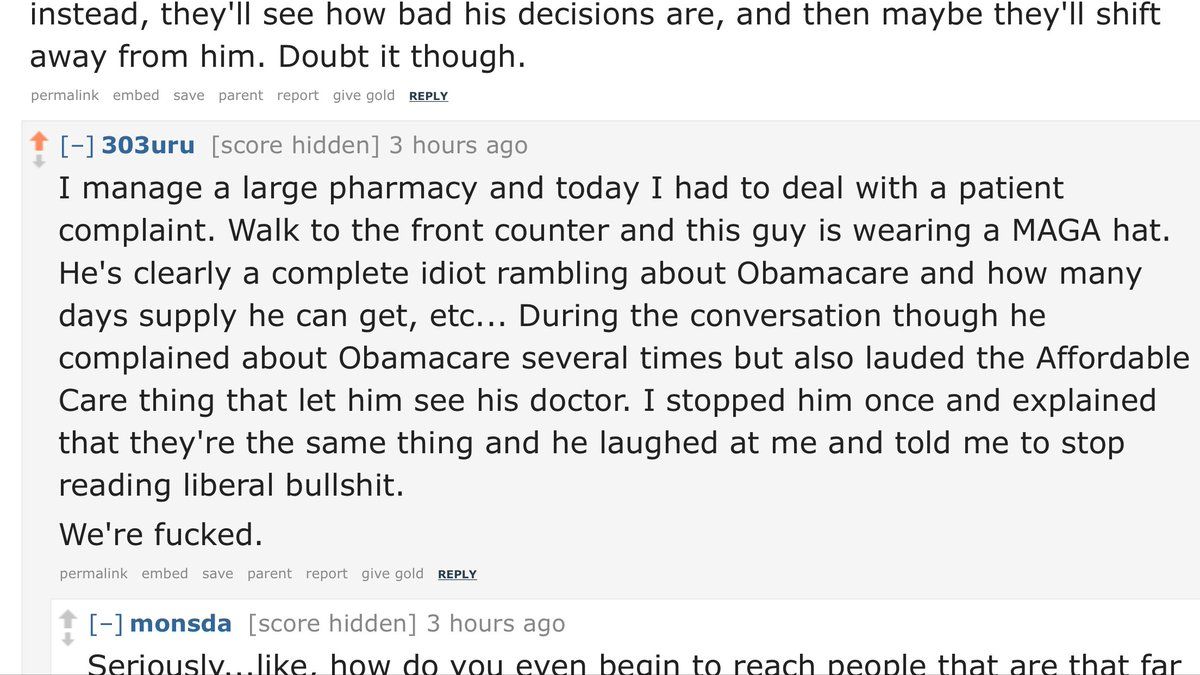 instead, they'll see how bad his decisions are, and then maybe they'll shift
away from him. Doubt it though.
permalink embed save parent report give gold REPLY
[–] 303uru [score hidden] 3 hours ago
I manage a large pharmacy and today I had to deal with a patient
complaint. Walk to the front counter and this guy is wearing a MAGA hat.
He's clearly a complete idiot rambling about Obamacare and how many
days supply he can get, etc... During the conversation though he
complained about Obamacare several times but also lauded the Affordable
Care thing that let him see his doctor. I stopped him once and explained
that they're the same thing and he laughed at me and told me to stop
reading liberal bullshit.
We're fucked.
permalink embed save parent report give gold REPLY
[–] monsda [score hidden] 3 hours ago
Seriously...like, how do you even begin to reach people that are that far